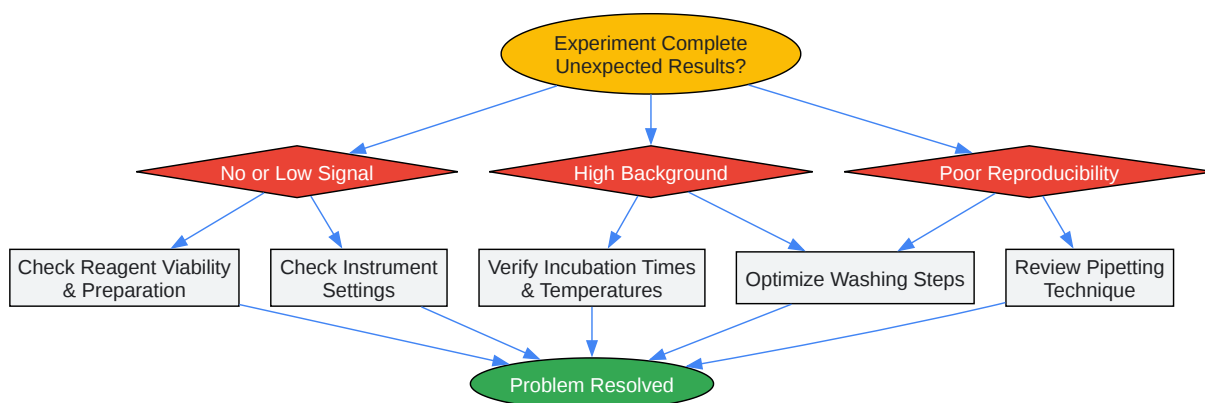 Experiment Complete
Unexpected Results?
No or Low Signal
High Background
Poor Reproducibility
Check Reagent Viability
& Preparation
Check Instrument
Settings
Verify Incubation Times
& Temperatures
Optimize Washing Steps
Review Pipetting
Technique
Problem Resolved